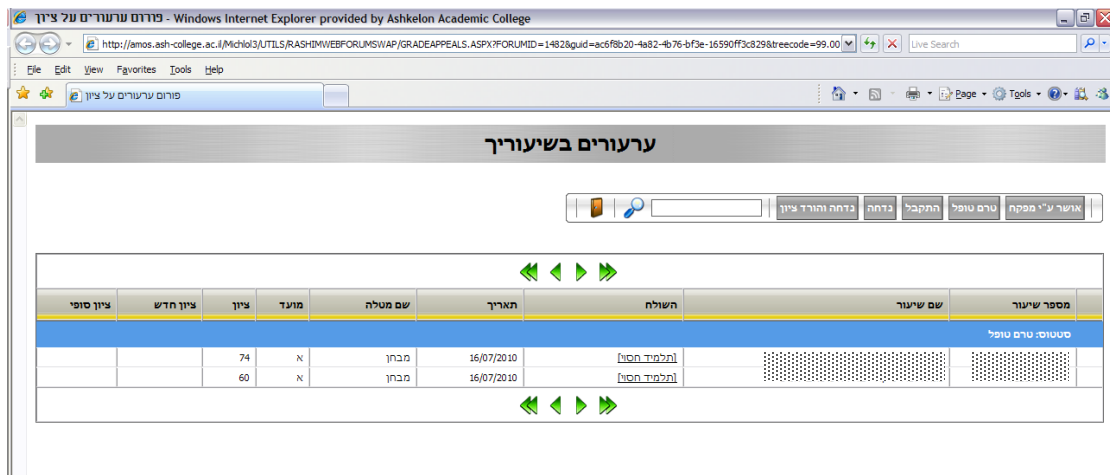 פורום ערעורים על ציון - Windows Internet Explorer provided by Ashkelon Academic College
http://amos.ash-college.ac.il/Michlol3/UTILS/RASHIMWEBFORUMSWAP/GRADEAPPEALS.ASPX?FORUMID=1482&guid=ac6f8b20-4a82-4b76-bf3e-16590ff3c829&treecode=99.00 Live Search
File Edit View Favorites Tools Help
פורום ערעורים על ציון Page Tools
ערעורים בשיעוריך
אושר ע"י מפקח טרם טופל התקבל נדחה נדחה והורד ציון
מספר שיעור שם שיעור השולח תאריך שם מטלה מועד ציון ציון חדש ציון סופי
סטטוס: טרם טופל
[תלמיד חסוי] 16/07/2010 מבחן א 74
[תלמיד חסוי] 16/07/2010 מבחן א 60